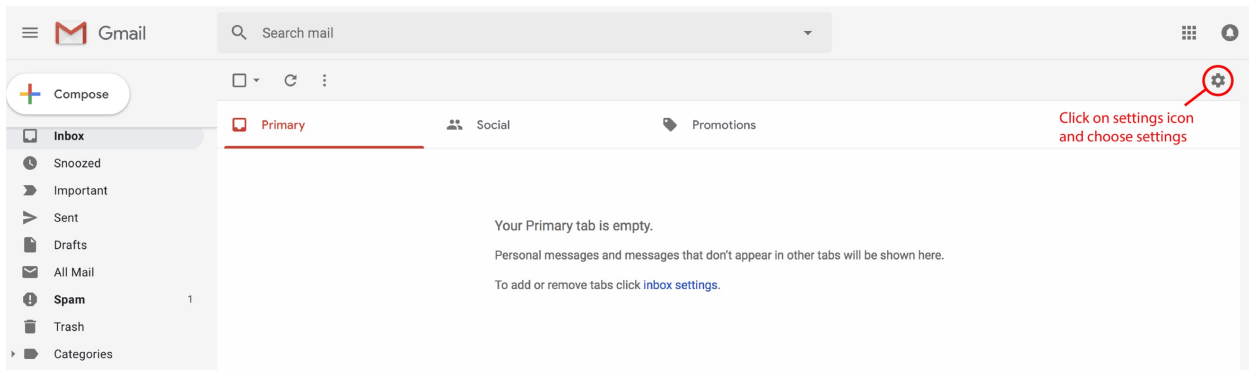 Gmail
Search mail
Compose
Inbox
Snoozed
Important
Sent
Drafts
All Mail
Spam 1
Trash
Categories
Primary
Social
Promotions
Click on settings icon
and choose settings
Your Primary tab is empty.
Personal messages and messages that don't appear in other tabs will be shown here.
To add or remove tabs click inbox settings.